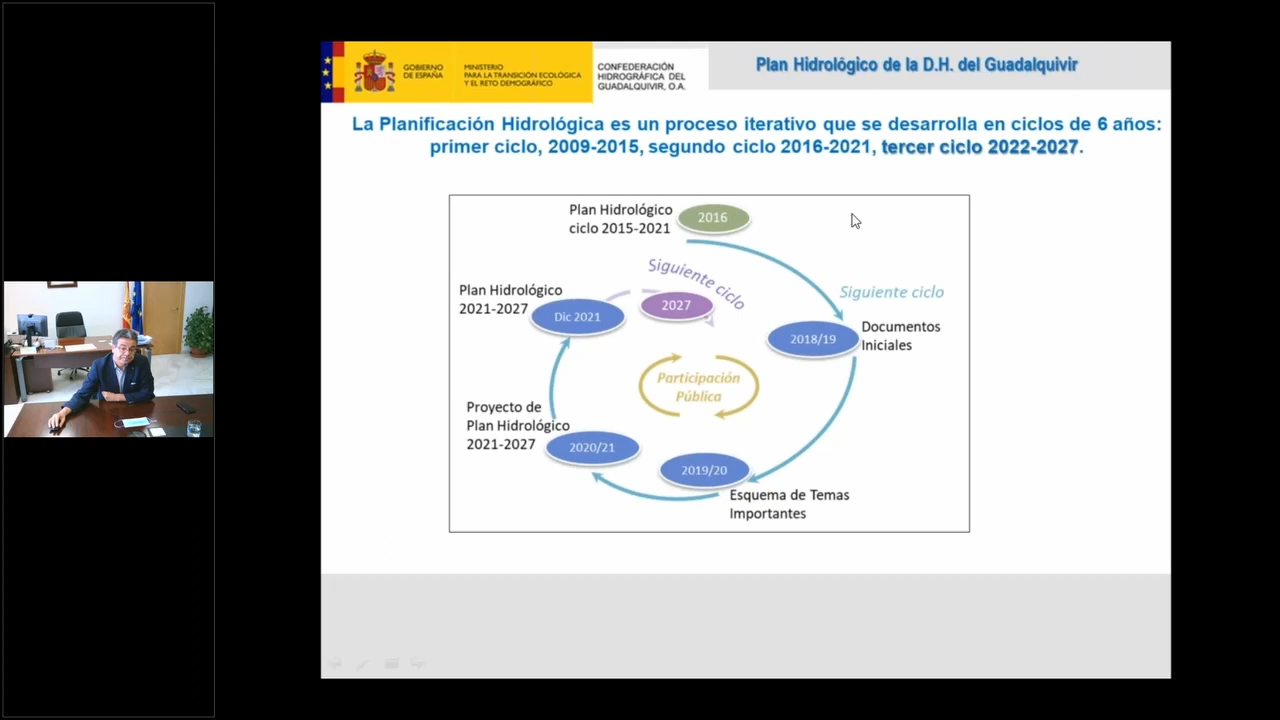 GOBIERNO
DE ESPAÑA
MINISTERIO
PARA LA TRANSICIÓN ECOLÓGICA
Y EL RETO DEMOGRÁFICO
CONFEDERACIÓN
HIDROGRÁFICA DEL
GUADALQUIVIR, O.A.
Plan Hidrológico de la D.H. del Guadalquivir
La Planificación Hidrológica es un proceso iterativo que se desarrolla en ciclos de 6 años:
primer ciclo, 2009-2015, segundo ciclo 2016-2021, tercer ciclo 2022-2027.
Plan Hidrológico
ciclo 2015-2021
2016
Siguiente ciclo
Plan Hidrológico
2021-2027
Dic 2021
2027
Siguiente ciclo
2018/19
Documentos
Iniciales
Participación
Pública
Proyecto de
Plan Hidrológico
2021-2027
2020/21
2019/20
Esquema de Temas
Importantes